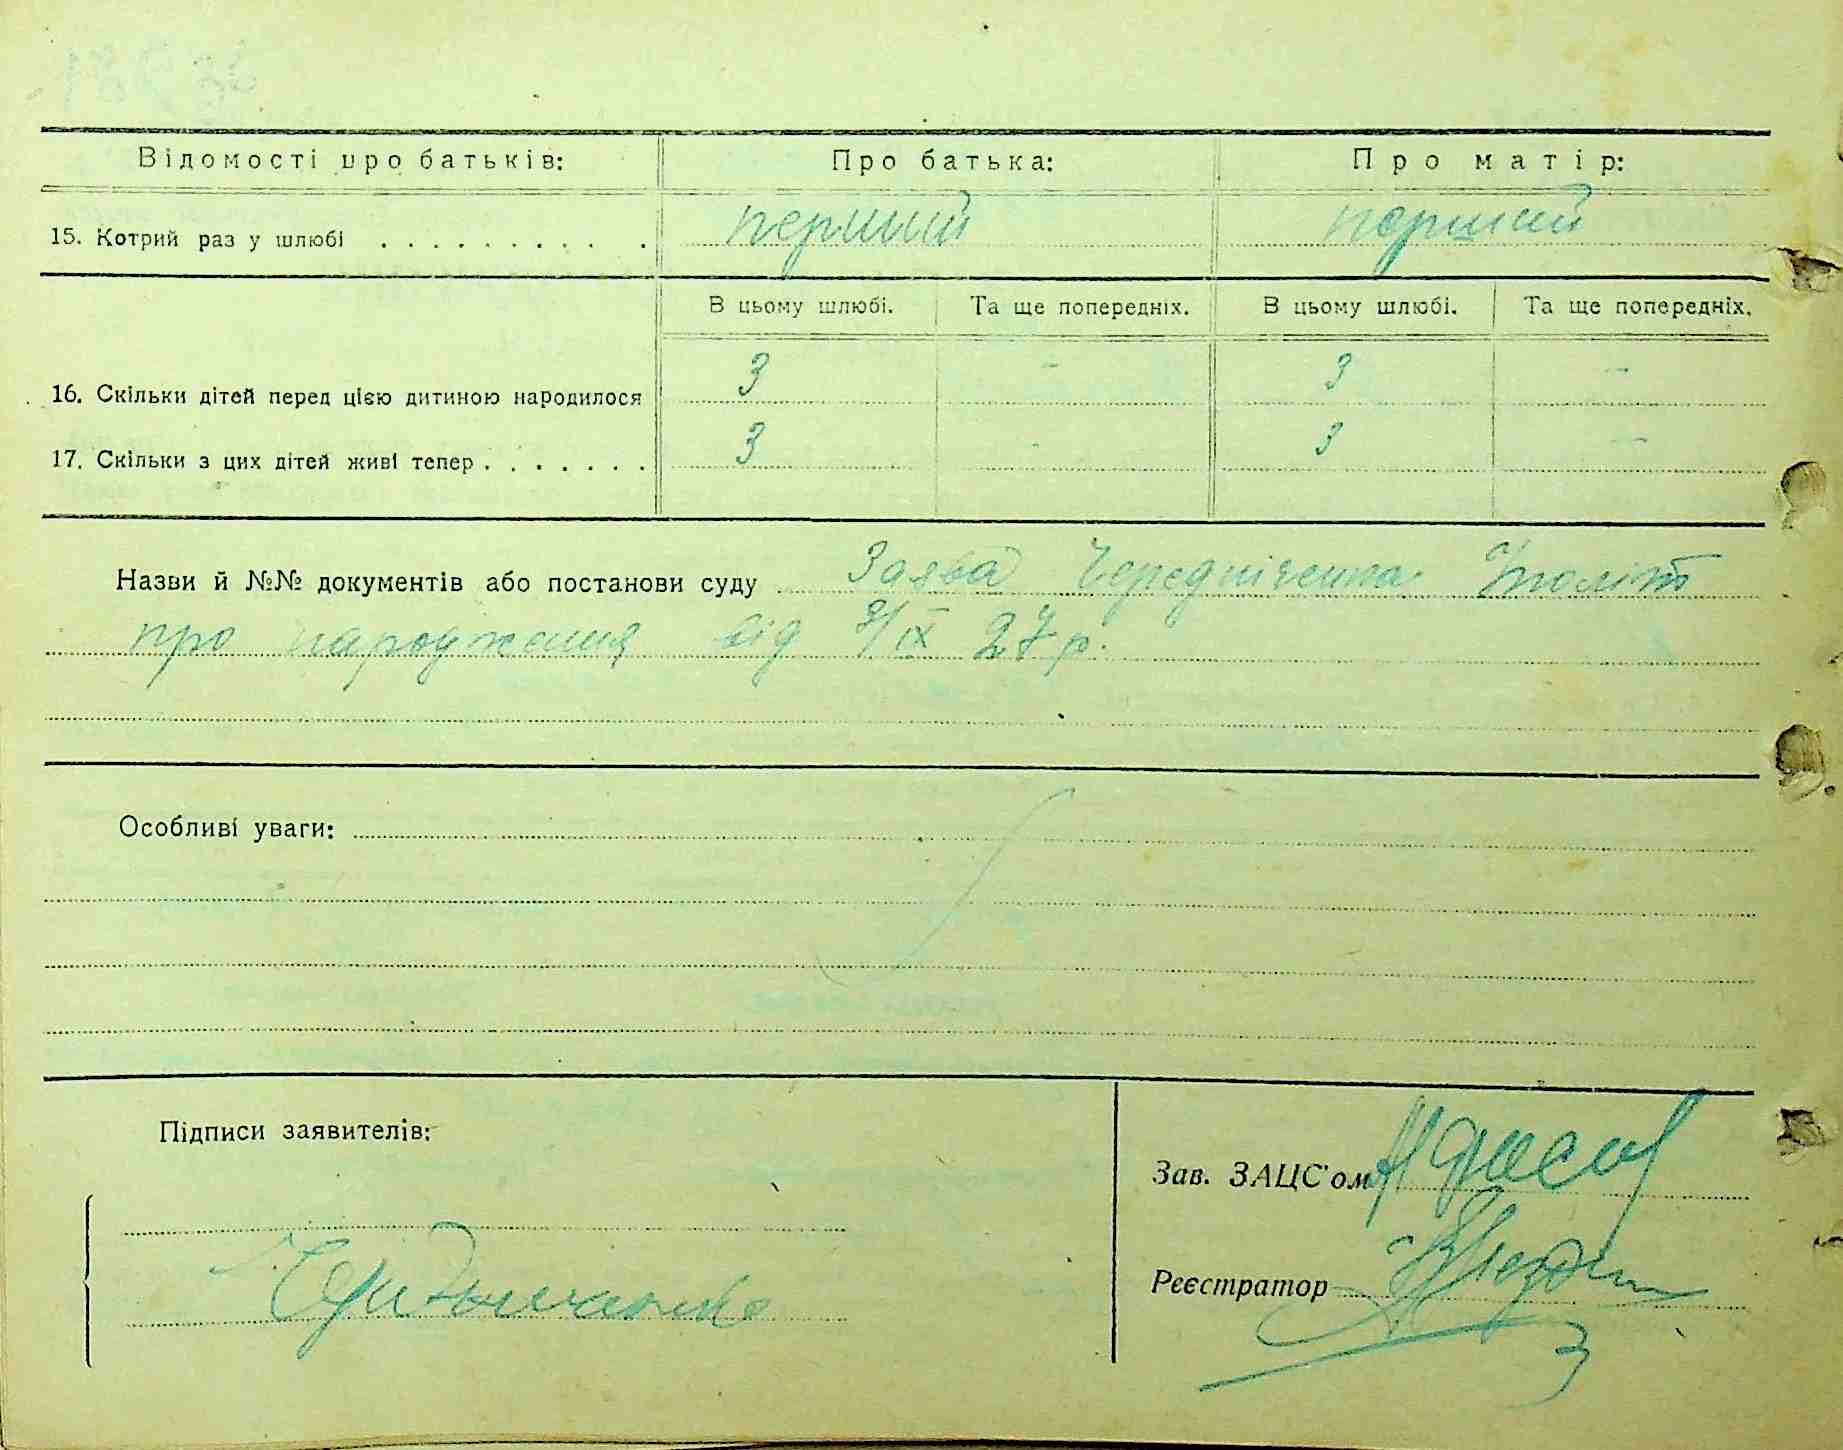 Відомості про батьків: Про батька: Про матір:
15. Котрий раз у шлюбі . . . . . . . . . . перший перший
В цьому шлюбі. Та ще попередніх. В цьому шлюбі. Та ще попередніх.
16. Скільки дітей перед цією дитиною народилося 3 – 3 –
17. Скільки з цих дітей живі тепер . . . . . . . 3 - 3 –
Назви й №№ документів або постанови суду Заява Чередніченка
про народження від 9/IX 27 р.
Особливі уваги:
Підписи заявителів:
Зав. ЗАЦС'ом
Реєстратор